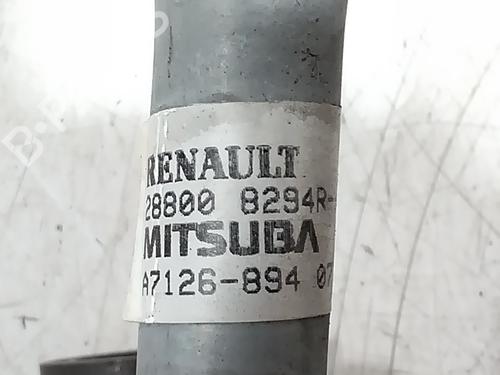 RENAULT
28800 8294R-
MITSUBA
A7126-894 07